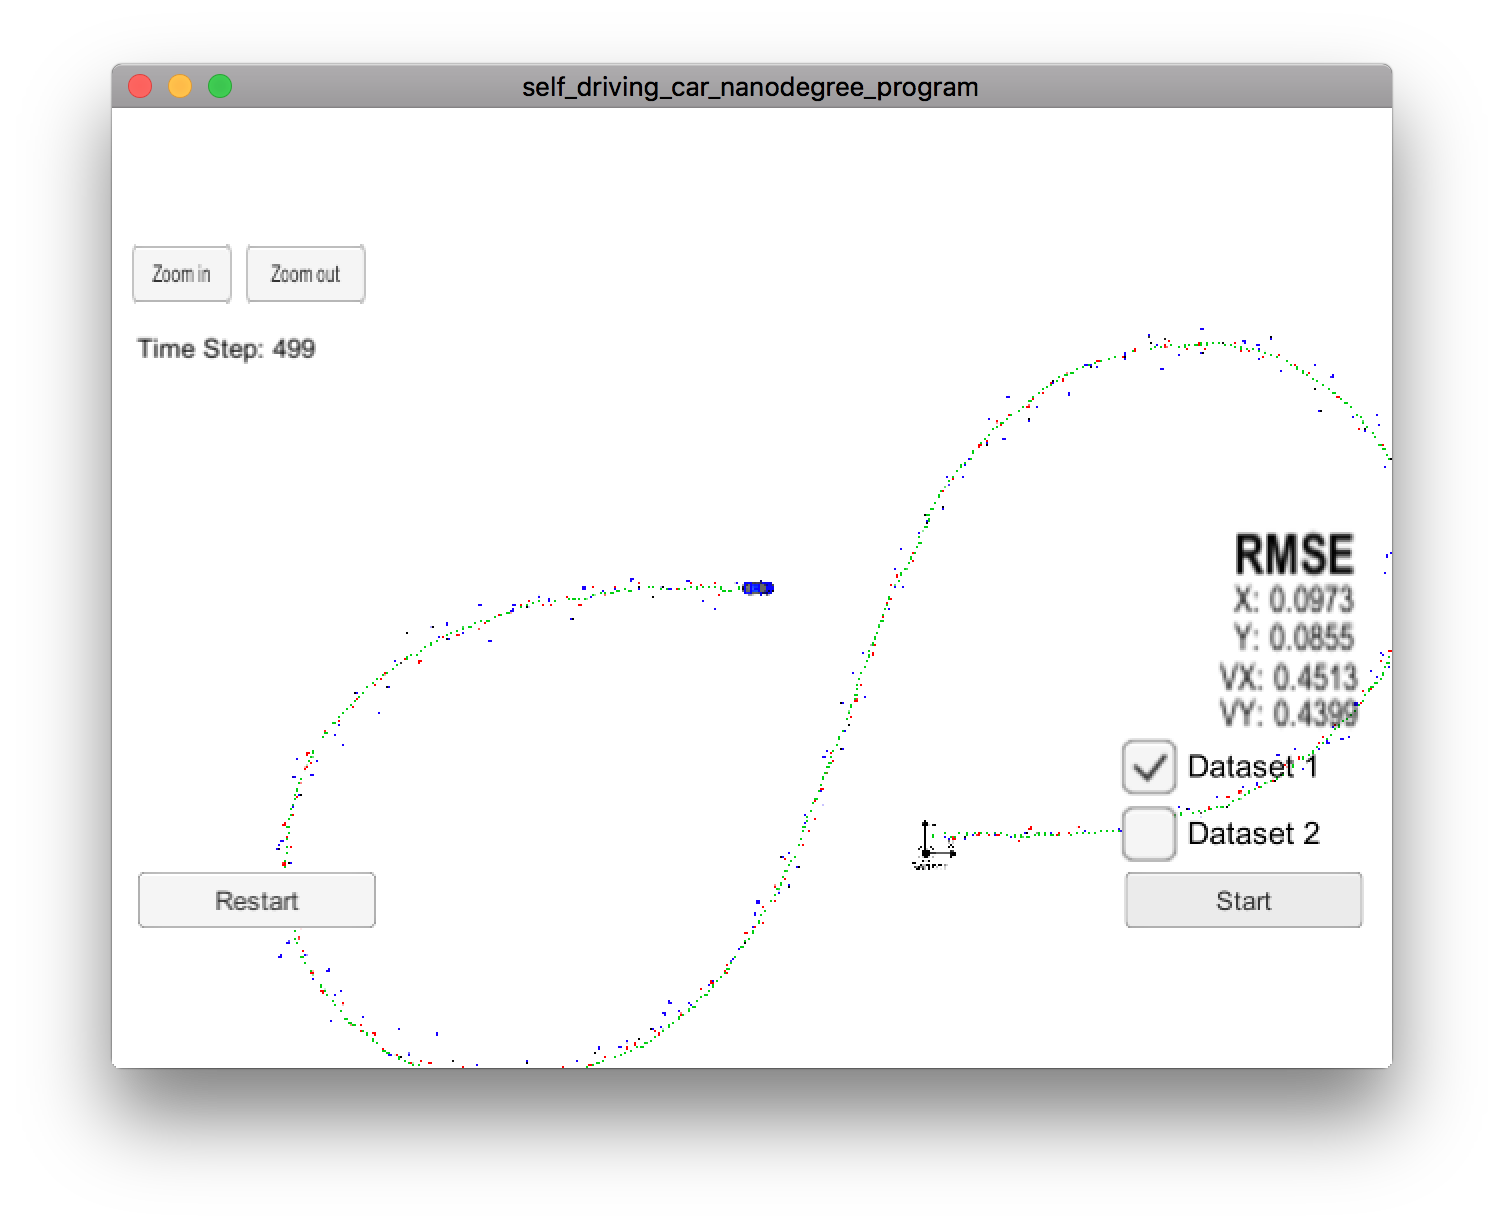 self_driving_car_nanodegree_program
Zoom in
Zoom out
Time Step: 499
RMSE
X: 0.0973
Y: 0.0855
VX: 0.4513
VY: 0.4399
Dataset 1
Dataset 2
Restart
Start